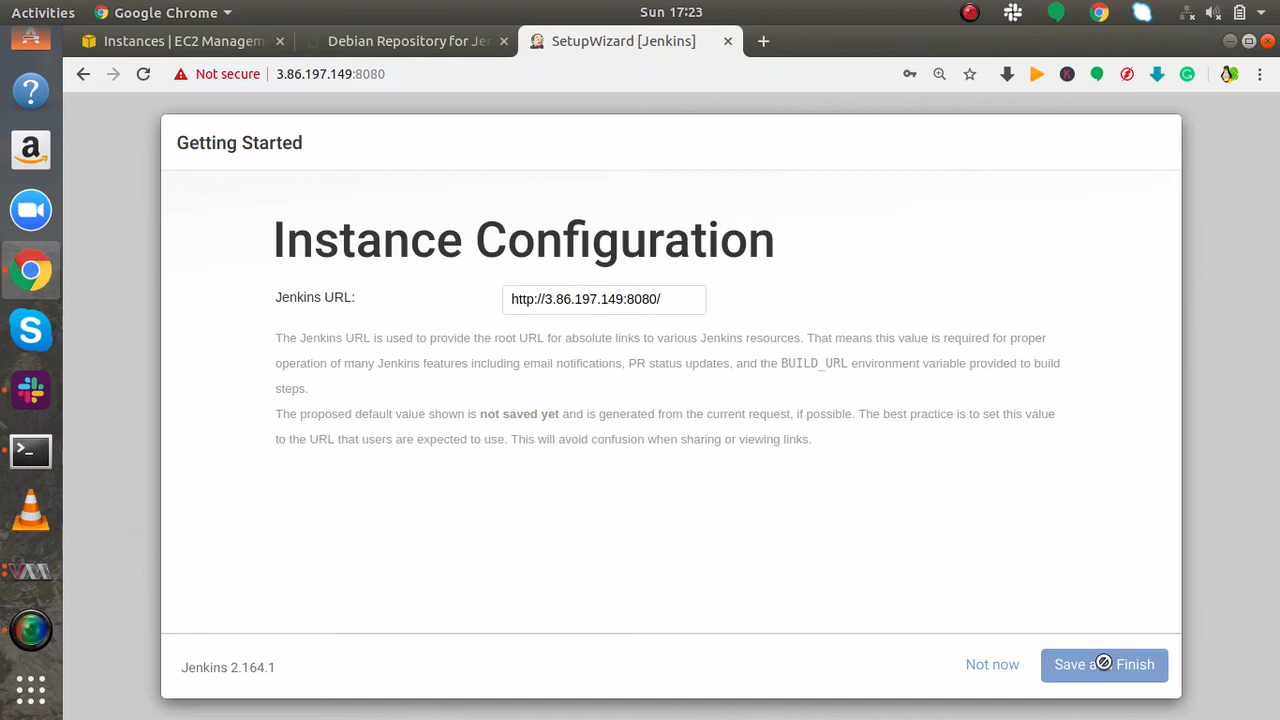 Activities
Google Chrome
Sun 17:23
Instances | EC2 Managem
Debian Repository for Jer
SetupWizard [Jenkins]
Not secure
3.86.197.149:8080
Getting Started
Instance Configuration
Jenkins URL:
http://3.86.197.149:8080/
The Jenkins URL is used to provide the root URL for absolute links to various Jenkins resources. That means this value is required for proper
operation of many Jenkins features including email notifications, PR status updates, and the BUILD_URL environment variable provided to build
steps.
The proposed default value shown is not saved yet and is generated from the current request, if possible. The best practice is to set this value
to the URL that users are expected to use. This will avoid confusion when sharing or viewing links.
Jenkins 2.164.1
Not now
Save and Finish